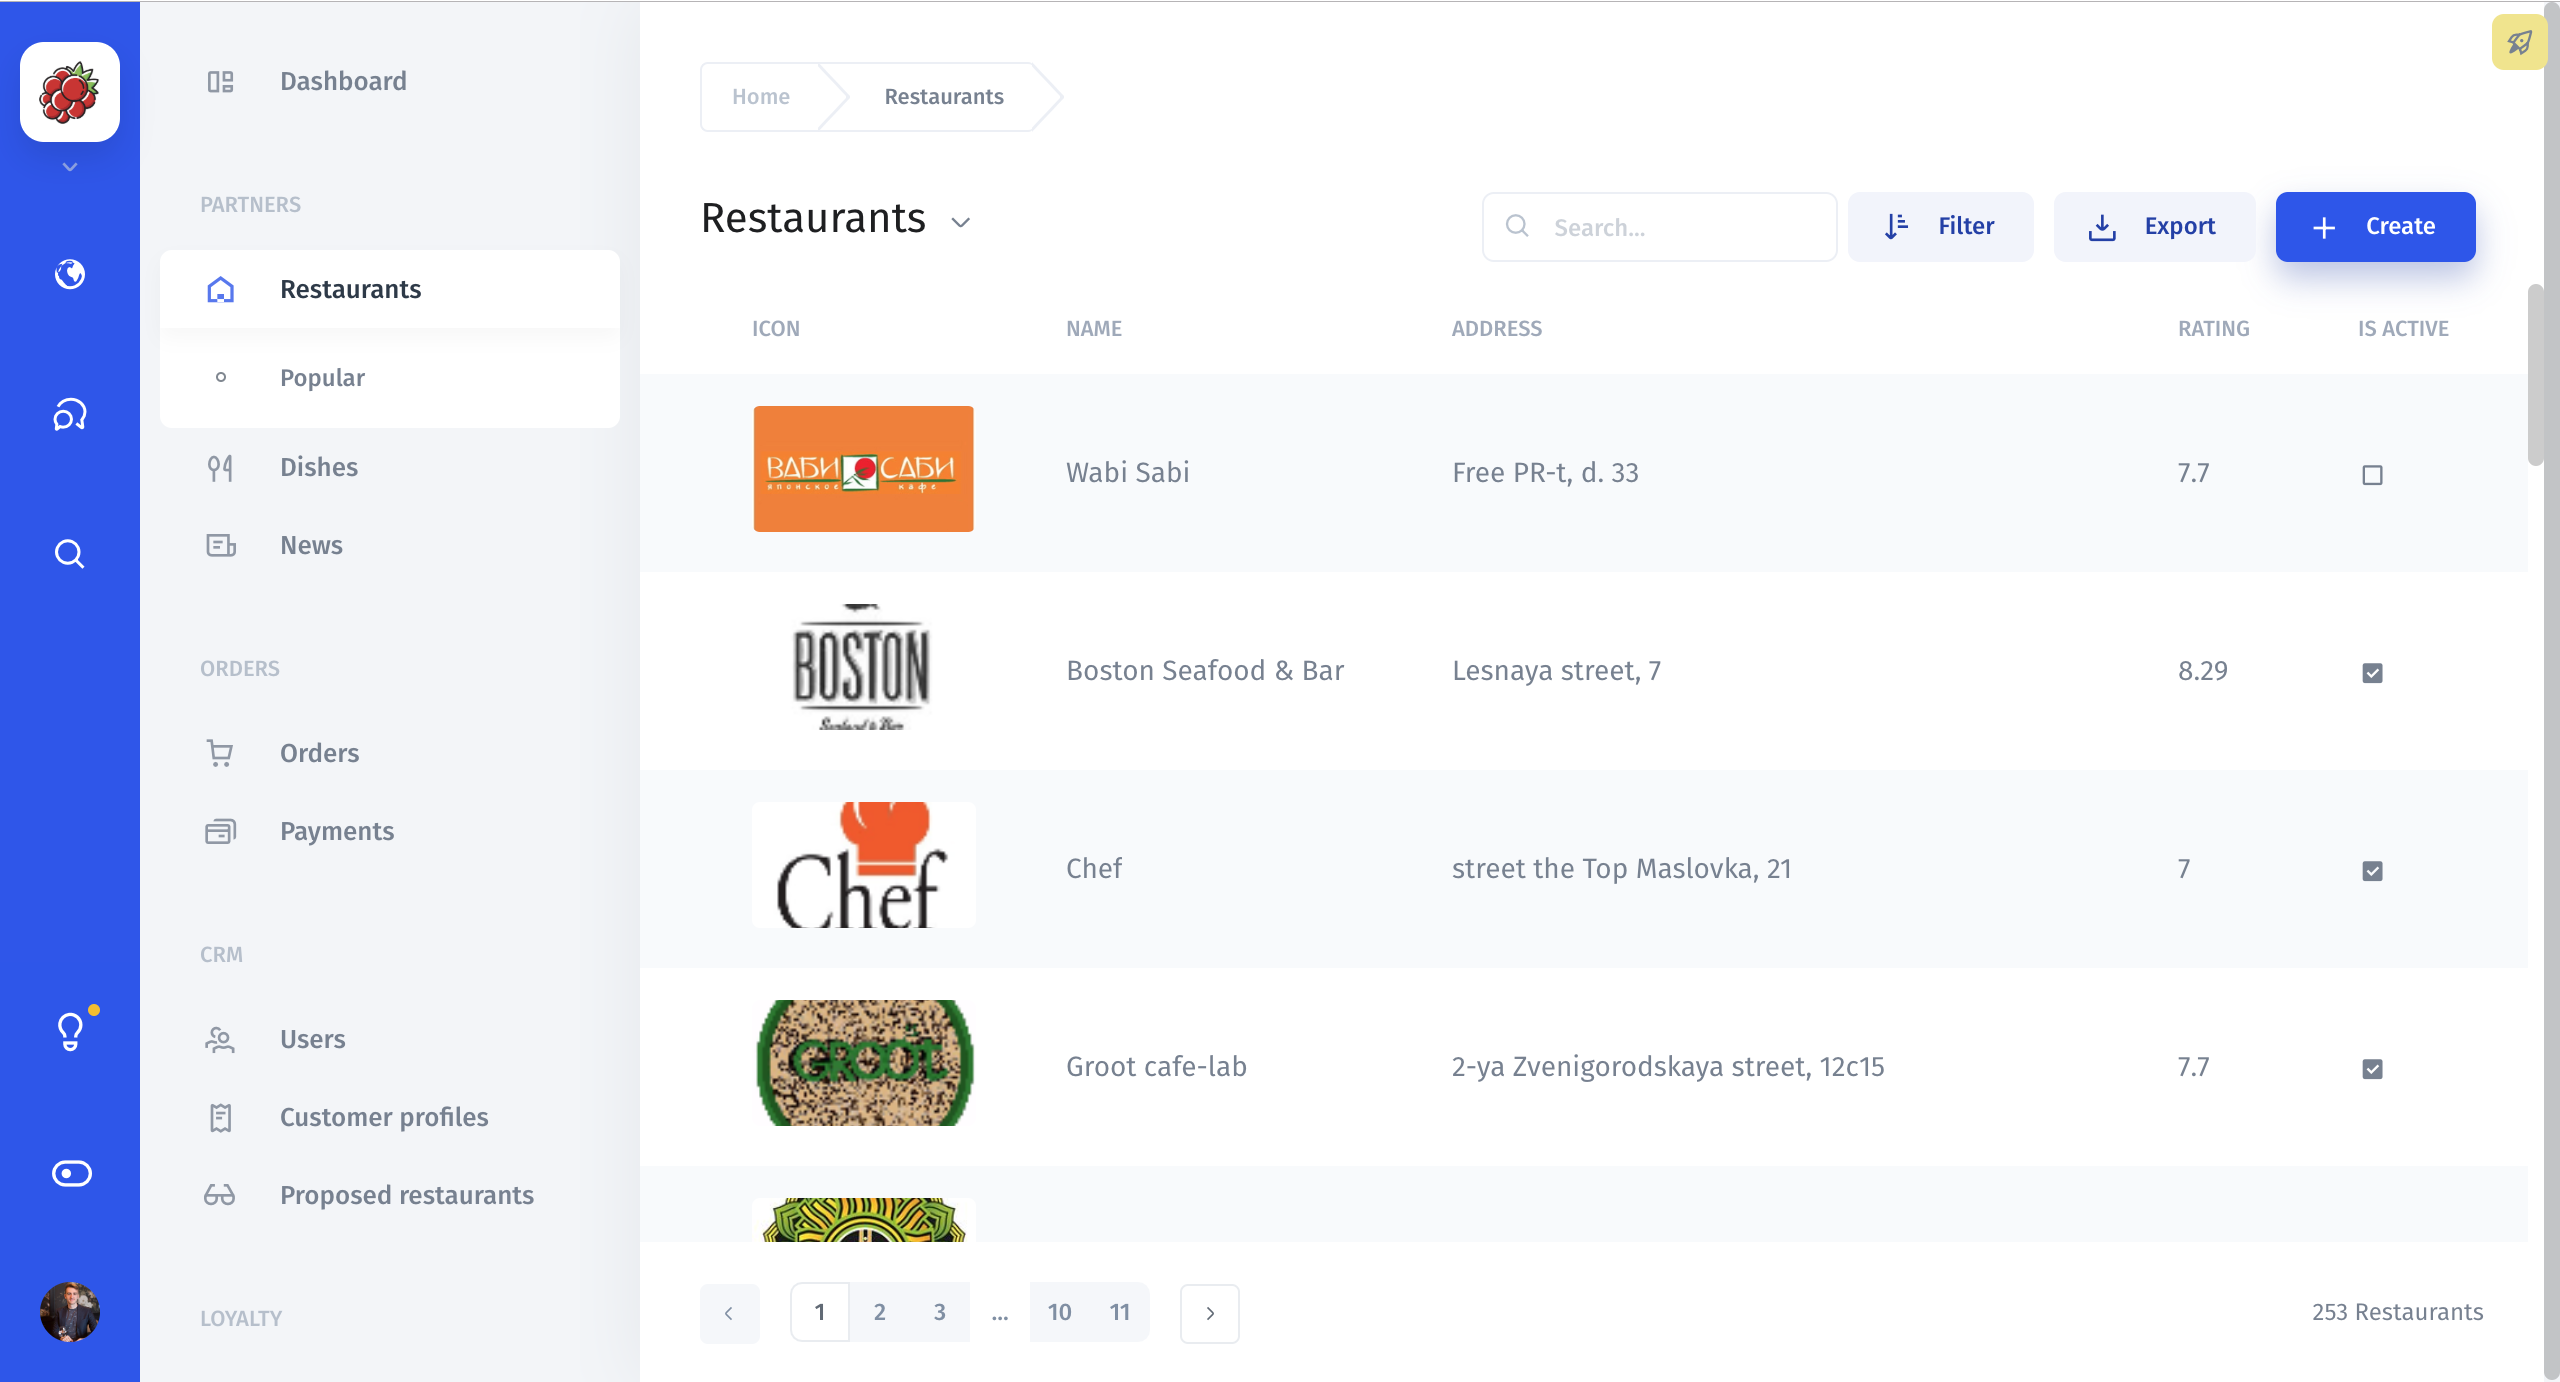 Dashboard
PARTNERS
Restaurants
Popular
Dishes
News
ORDERS
Orders
Payments
CRM
Users
Customer profiles
Proposed restaurants
LOYALTY
Home
Restaurants
Restaurants
Search...
Filter
Export
Create
ICON
NAME
ADDRESS
RATING
IS ACTIVE
ВАБИ САБИ
японское кафе
Wabi Sabi
Free PR-t, d. 33
7.7
BOSTON
Seafood & Bar
Boston Seafood & Bar
Lesnaya street, 7
8.29
Chef
Chef
street the Top Maslovka, 21
7
GROOT
Groot cafe-lab
2-ya Zvenigorodskaya street, 12c15
7.7
1 2 3 ... 10 11
253 Restaurants